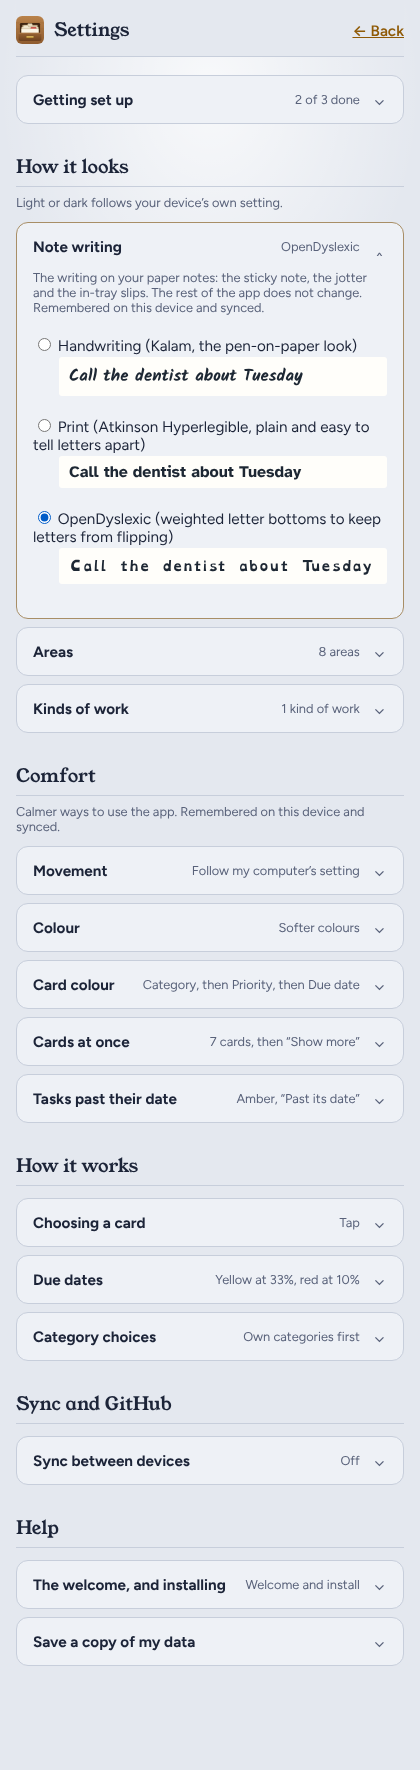 Settings
← Back
Getting set up 2 of 3 done
How it looks
Light or dark follows your device’s own setting.
Note writing OpenDyslexic
The writing on your paper notes: the sticky note, the jotter
and the in-tray slips. The rest of the app does not change.
Remembered on this device and synced.
Handwriting (Kalam, the pen-on-paper look)
Call the dentist about Tuesday
Print (Atkinson Hyperlegible, plain and easy to
tell letters apart)
Call the dentist about Tuesday
OpenDyslexic (weighted letter bottoms to keep
letters from flipping)
Call the dentist about Tuesday
Areas 8 areas
Kinds of work 1 kind of work
Comfort
Calmer ways to use the app. Remembered on this device and
synced.
Movement Follow my computer’s setting
Colour Softer colours
Card colour Category, then Priority, then Due date
Cards at once 7 cards, then “Show more”
Tasks past their date Amber, “Past its date”
How it works
Choosing a card Tap
Due dates Yellow at 33%, red at 10%
Category choices Own categories first
Sync and GitHub
Sync between devices Off
Help
The welcome, and installing Welcome and install
Save a copy of my data